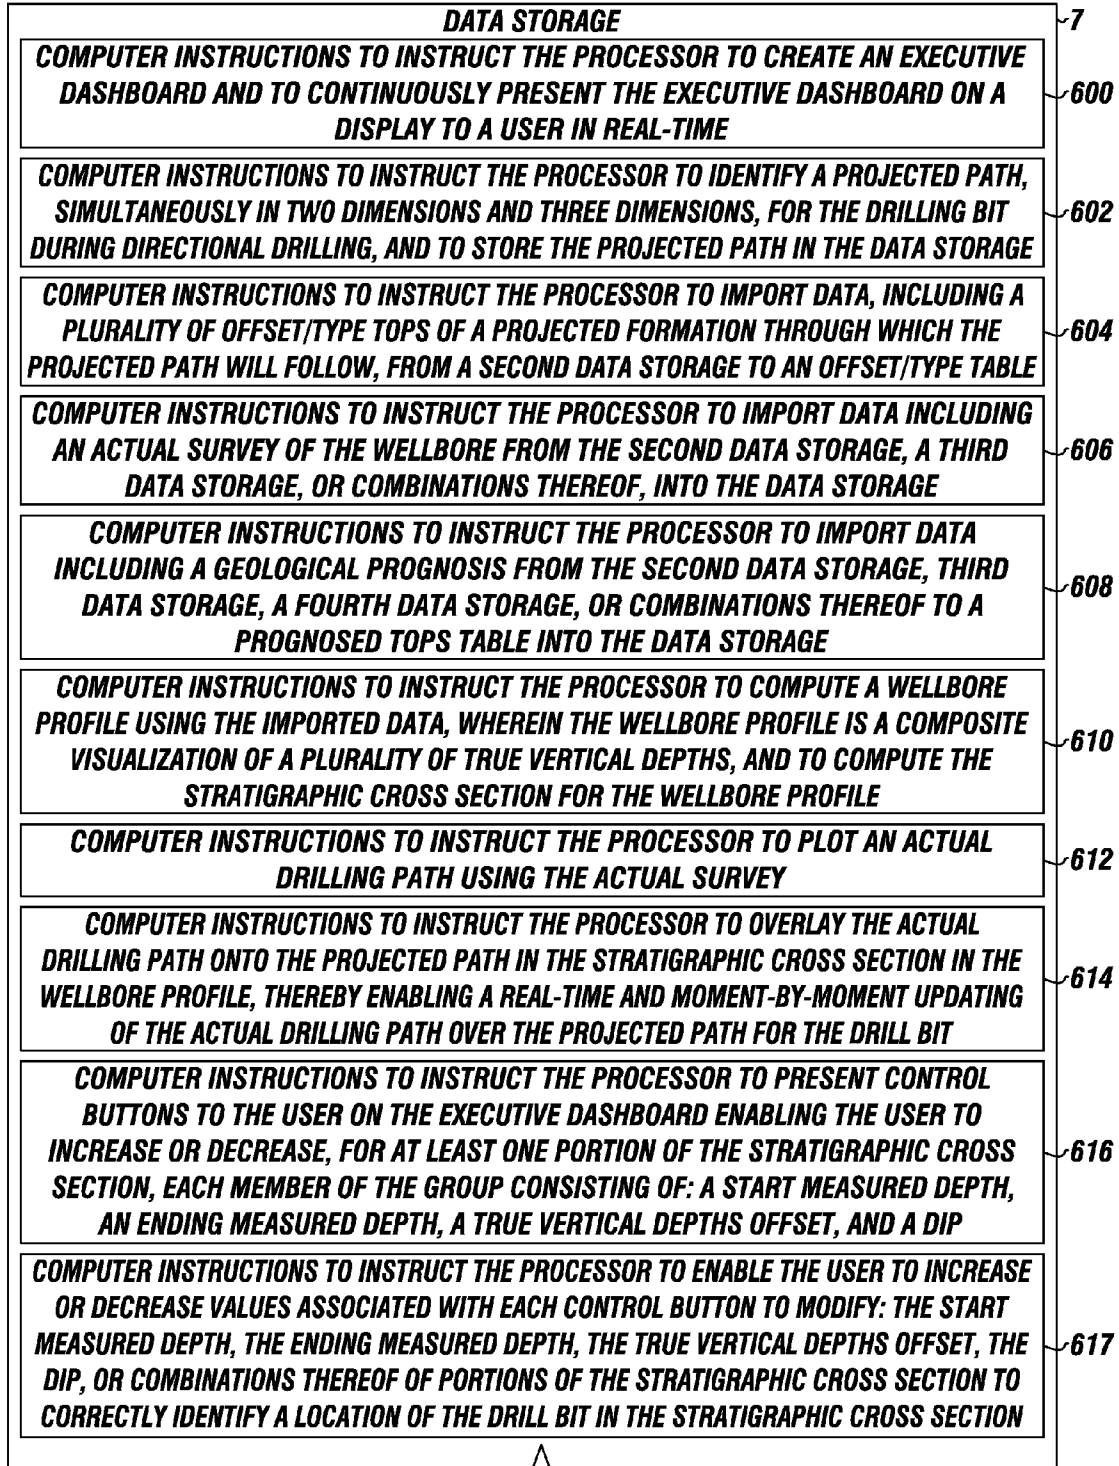 DATA STORAGE
7
COMPUTER INSTRUCTIONS TO INSTRUCT THE PROCESSOR TO CREATE AN EXECUTIVE
DASHBOARD AND TO CONTINUOUSLY PRESENT THE EXECUTIVE DASHBOARD ON A
DISPLAY TO A USER IN REAL-TIME
600
COMPUTER INSTRUCTIONS TO INSTRUCT THE PROCESSOR TO IDENTIFY A PROJECTED PATH,
SIMULTANEOUSLY IN TWO DIMENSIONS AND THREE DIMENSIONS, FOR THE DRILLING BIT
DURING DIRECTIONAL DRILLING, AND TO STORE THE PROJECTED PATH IN THE DATA STORAGE
602
COMPUTER INSTRUCTIONS TO INSTRUCT THE PROCESSOR TO IMPORT DATA, INCLUDING A
PLURALITY OF OFFSET/TYPE TOPS OF A PROJECTED FORMATION THROUGH WHICH THE
PROJECTED PATH WILL FOLLOW, FROM A SECOND DATA STORAGE TO AN OFFSET/TYPE TABLE
604
COMPUTER INSTRUCTIONS TO INSTRUCT THE PROCESSOR TO IMPORT DATA INCLUDING
AN ACTUAL SURVEY OF THE WELLBORE FROM THE SECOND DATA STORAGE, A THIRD
DATA STORAGE, OR COMBINATIONS THEREOF, INTO THE DATA STORAGE
606
COMPUTER INSTRUCTIONS TO INSTRUCT THE PROCESSOR TO IMPORT DATA
INCLUDING A GEOLOGICAL PROGNOSIS FROM THE SECOND DATA STORAGE, THIRD
DATA STORAGE, A FOURTH DATA STORAGE, OR COMBINATIONS THEREOF TO A
PROGNOSED TOPS TABLE INTO THE DATA STORAGE
608
COMPUTER INSTRUCTIONS TO INSTRUCT THE PROCESSOR TO COMPUTE A WELLBORE
PROFILE USING THE IMPORTED DATA, WHEREIN THE WELLBORE PROFILE IS A COMPOSITE
VISUALIZATION OF A PLURALITY OF TRUE VERTICAL DEPTHS, AND TO COMPUTE THE
STRATIGRAPHIC CROSS SECTION FOR THE WELLBORE PROFILE
610
COMPUTER INSTRUCTIONS TO INSTRUCT THE PROCESSOR TO PLOT AN ACTUAL
DRILLING PATH USING THE ACTUAL SURVEY
612
COMPUTER INSTRUCTIONS TO INSTRUCT THE PROCESSOR TO OVERLAY THE ACTUAL
DRILLING PATH ONTO THE PROJECTED PATH IN THE STRATIGRAPHIC CROSS SECTION IN THE
WELLBORE PROFILE, THEREBY ENABLING A REAL-TIME AND MOMENT-BY-MOMENT UPDATING
OF THE ACTUAL DRILLING PATH OVER THE PROJECTED PATH FOR THE DRILL BIT
614
COMPUTER INSTRUCTIONS TO INSTRUCT THE PROCESSOR TO PRESENT CONTROL
BUTTONS TO THE USER ON THE EXECUTIVE DASHBOARD ENABLING THE USER TO
INCREASE OR DECREASE, FOR AT LEAST ONE PORTION OF THE STRATIGRAPHIC CROSS
SECTION, EACH MEMBER OF THE GROUP CONSISTING OF: A START MEASURED DEPTH,
AN ENDING MEASURED DEPTH, A TRUE VERTICAL DEPTHS OFFSET, AND A DIP
616
COMPUTER INSTRUCTIONS TO INSTRUCT THE PROCESSOR TO ENABLE THE USER TO INCREASE
OR DECREASE VALUES ASSOCIATED WITH EACH CONTROL BUTTON TO MODIFY: THE START
MEASURED DEPTH, THE ENDING MEASURED DEPTH, THE TRUE VERTICAL DEPTHS OFFSET, THE
DIP, OR COMBINATIONS THEREOF OF PORTIONS OF THE STRATIGRAPHIC CROSS SECTION TO
CORRECTLY IDENTIFY A LOCATION OF THE DRILL BIT IN THE STRATIGRAPHIC CROSS SECTION
617